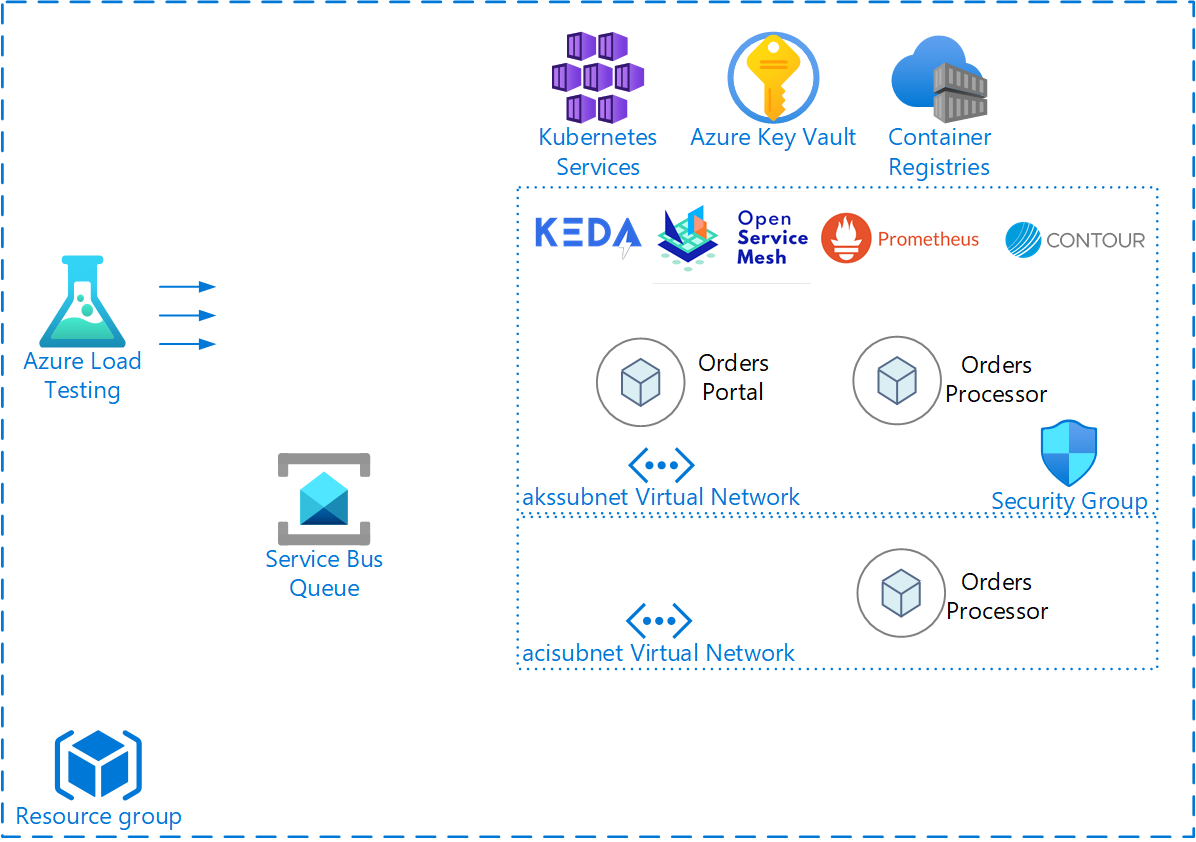 Kubernetes
Services
Azure Key Vault
Container
Registries
KEDA
Open
Service
Mesh
Prometheus
CONTOUR
Azure Load
Testing
Orders
Portal
Orders
Processor
akssubnet Virtual Network
Security Group
Service Bus
Queue
Orders
Processor
acisubnet Virtual Network
Resource group